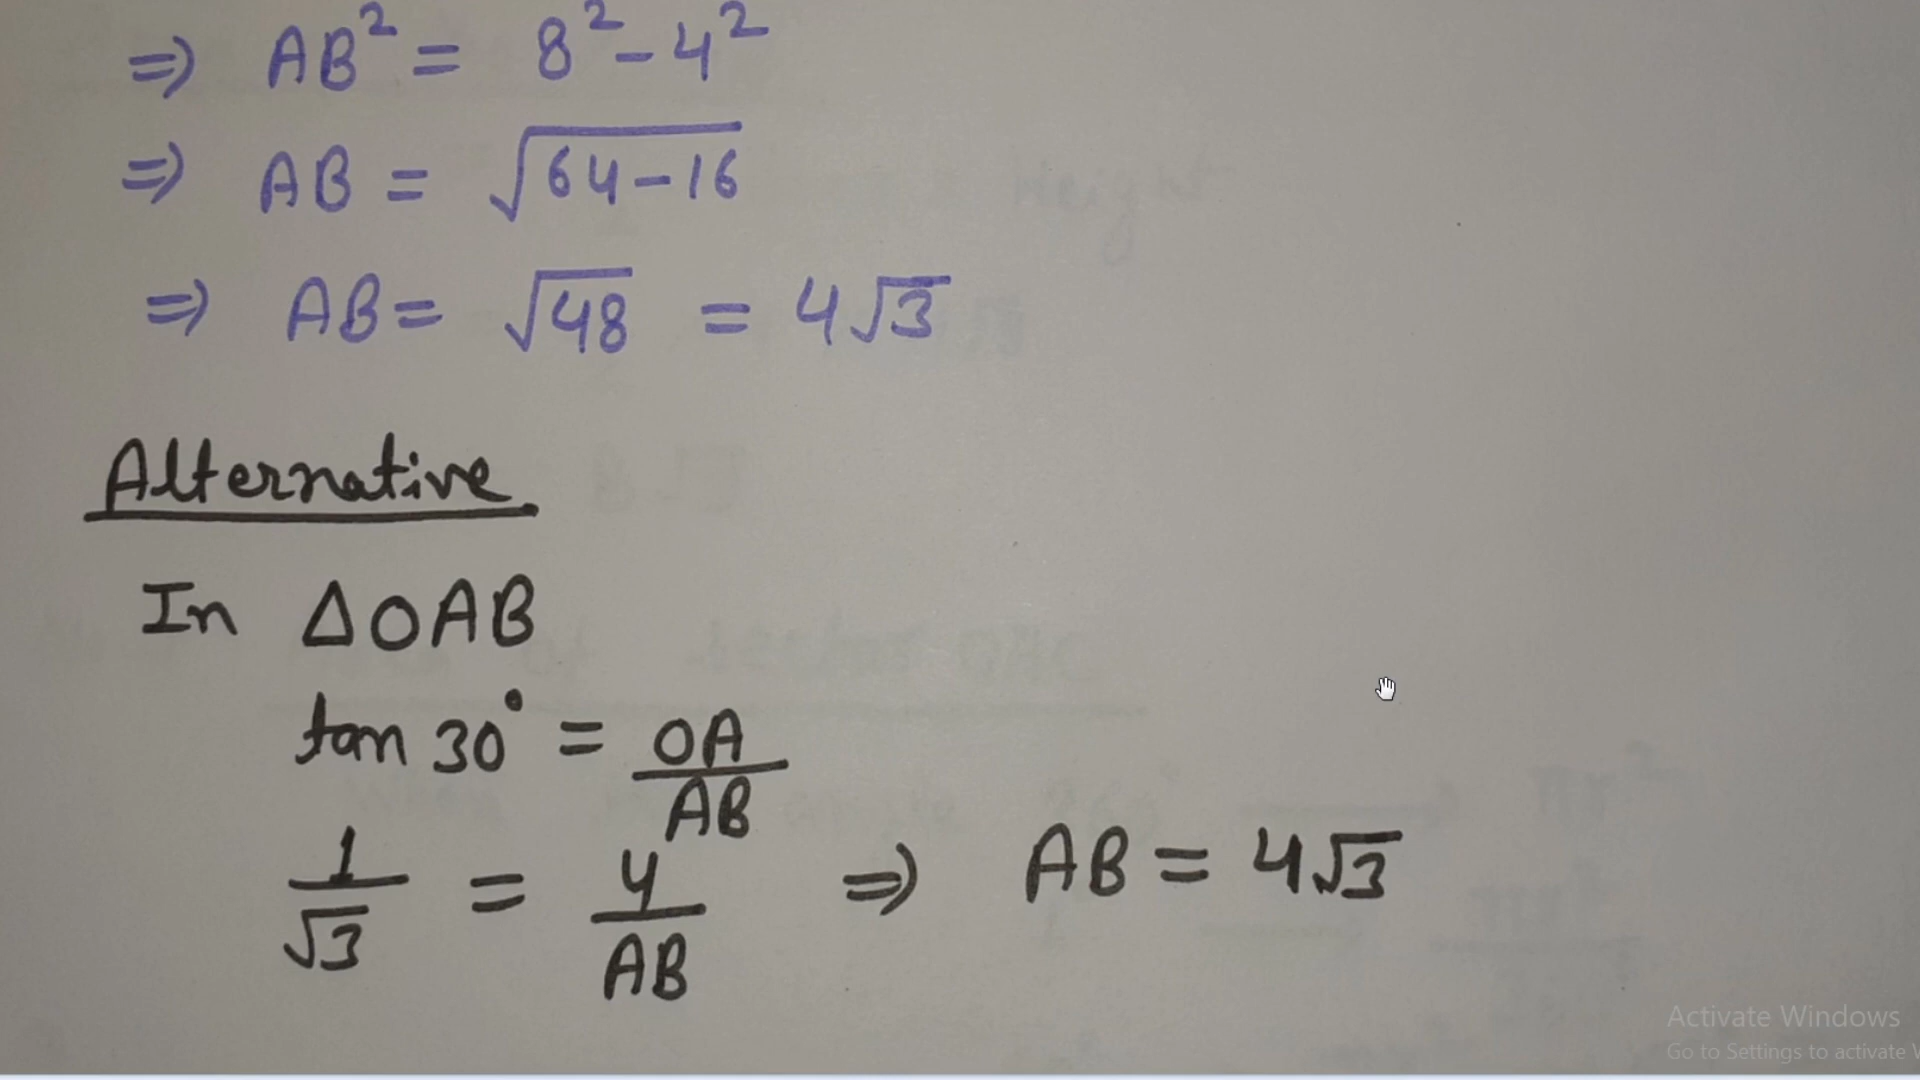 ⇒ AB² = 8² - 4²
⇒ AB = √(64-16)
⇒ AB = √48 = 4√3
Alternative
In △OAB
tan 30° = OA/AB
1/√3 = 4/AB ⇒ AB = 4√3
Activate Windows
Go to Settings to activate